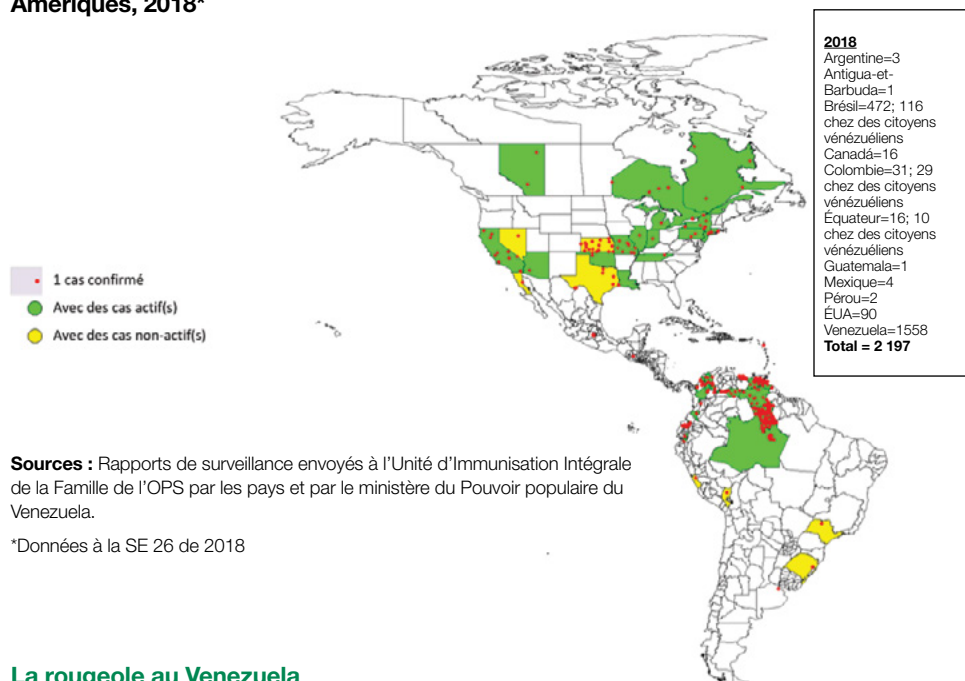 Amériques, 2018*
2018
Argentine=3
Antigua-et-
Barbuda=1
Brésil=472; 116
chez des citoyens
vénézuéliens
Canadá=16
Colombie=31; 29
chez des citoyens
vénézuéliens
Équateur=16; 10
chez des citoyens
vénézuéliens
Guatemala=1
Mexique=4
Pérou=2
ÉUA=90
Venezuela=1558
Total = 2 197
1 cas confirmé
Avec des cas actif(s)
Avec des cas non-actif(s)
Sources : Rapports de surveillance envoyés à l'Unité d'Immunisation Intégrale
de la Famille de l'OPS par les pays et par le ministère du Pouvoir populaire du
Venezuela.
*Données à la SE 26 de 2018
La rougeole au Venezuela